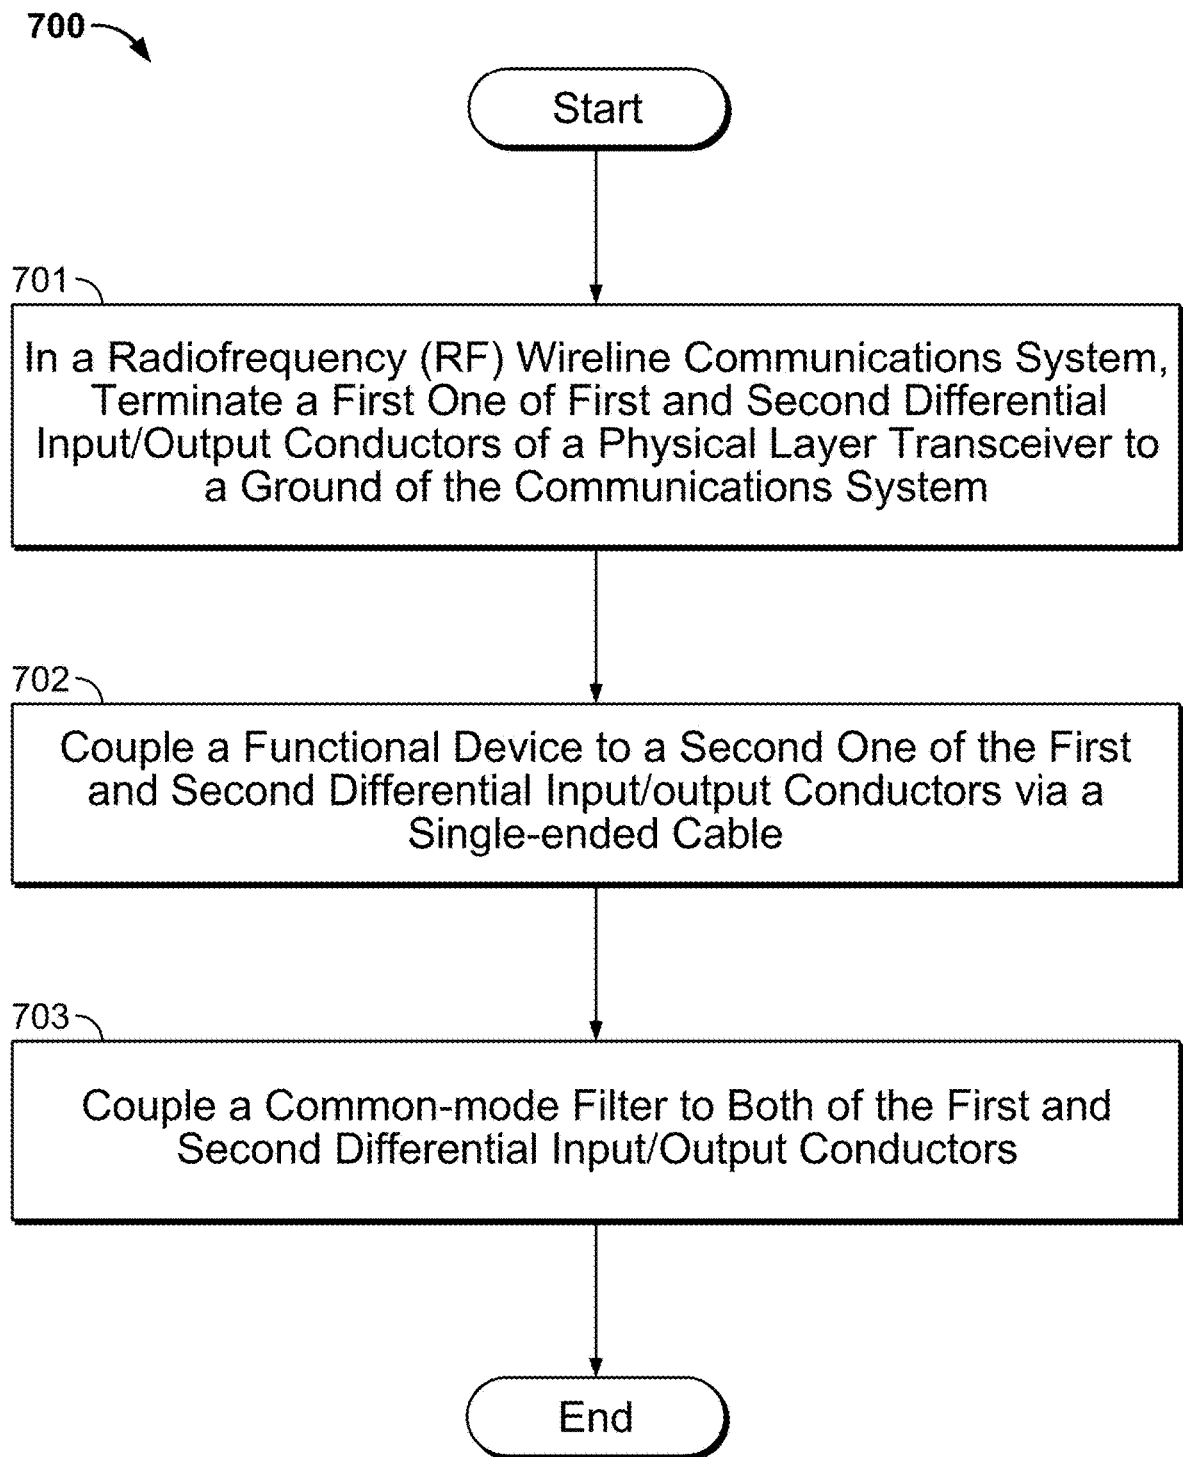 700
Start
701
In a Radiofrequency (RF) Wireline Communications System,
Terminate a First One of First and Second Differential
Input/Output Conductors of a Physical Layer Transceiver to
a Ground of the Communications System
702
Couple a Functional Device to a Second One of the First
and Second Differential Input/output Conductors via a
Single-ended Cable
703
Couple a Common-mode Filter to Both of the First and
Second Differential Input/Output Conductors
End